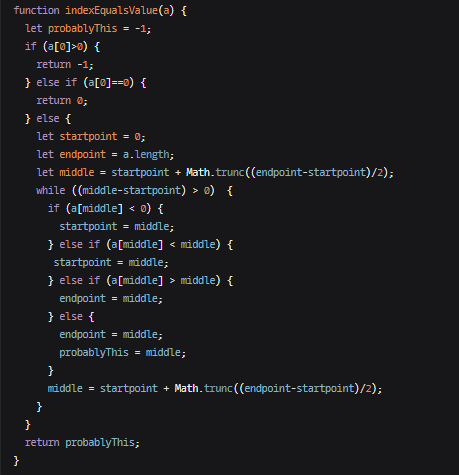 function indexEqualsValue(a) {
  let probablyThis = -1;
  if (a[0]>0) {
    return -1;
  } else if (a[0]==0) {
    return 0;
  } else {
    let startpoint = 0;
    let endpoint = a.length;
    let middle = startpoint + Math.trunc((endpoint-startpoint)/2);
    while ((middle-startpoint) > 0)  {
      if (a[middle] < 0) {
        startpoint = middle;
      } else if (a[middle] < middle) {
       startpoint = middle;
      } else if (a[middle] > middle) {
        endpoint = middle;
      } else {
        endpoint = middle;
        probablyThis = middle;
      }
      middle = startpoint + Math.trunc((endpoint-startpoint)/2);
    }
  }
  return probablyThis;
}